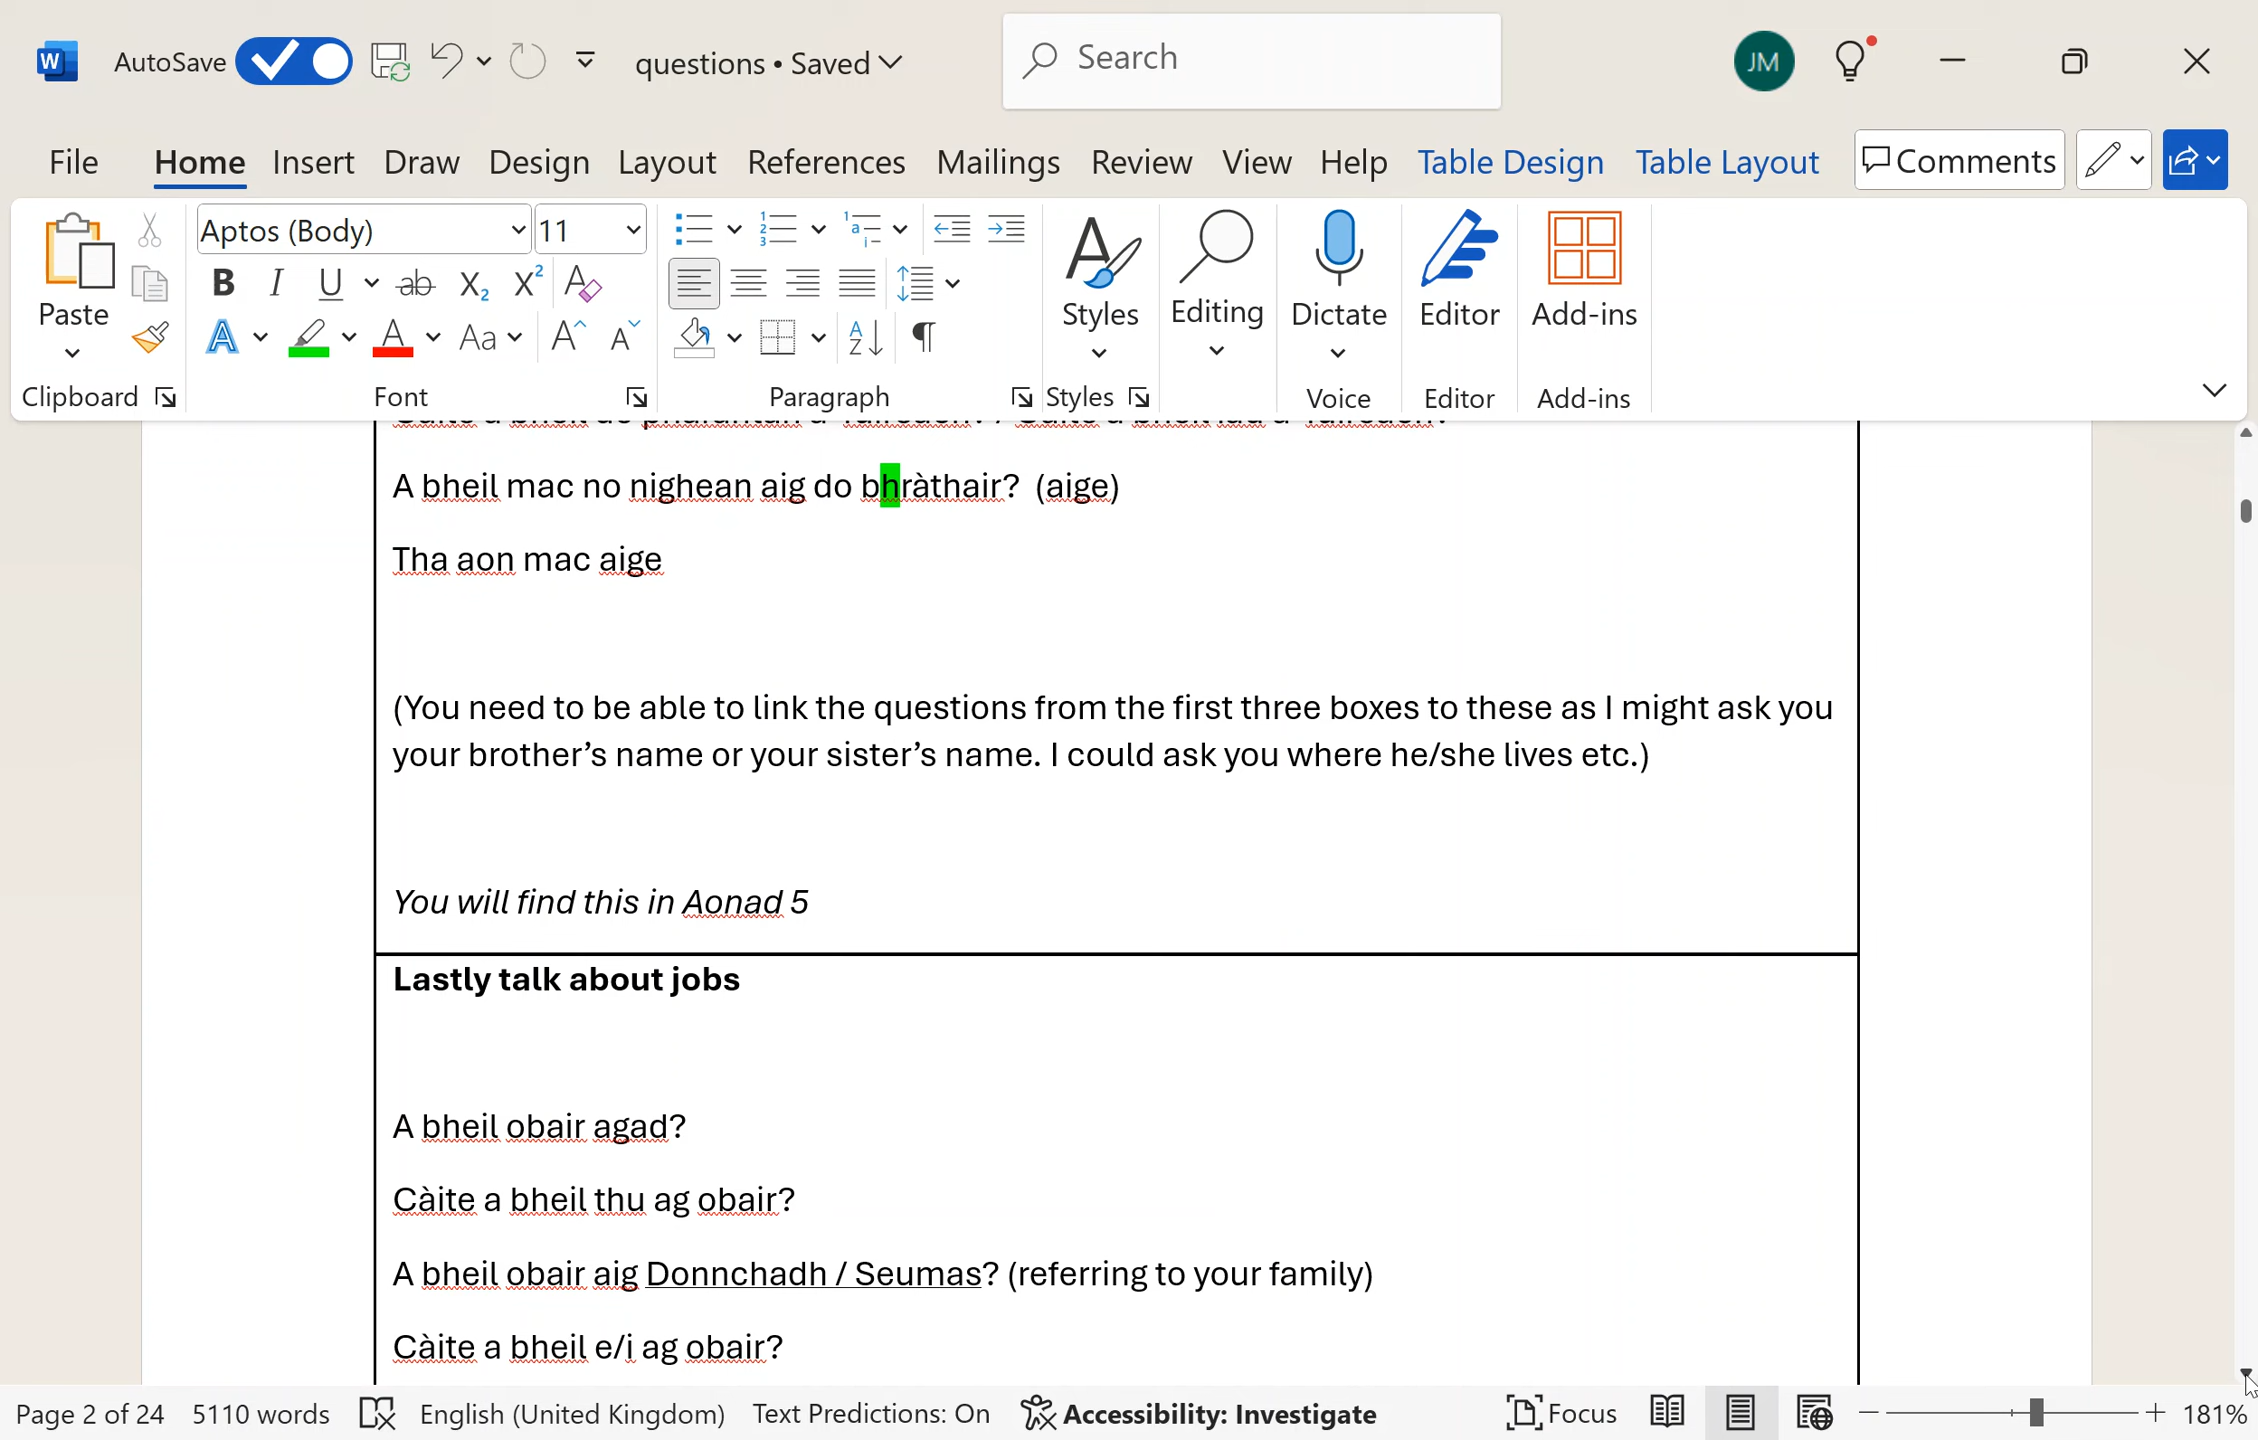 AutoSave questions • Saved Search JM
File Home Insert Draw Design Layout References Mailings Review View Help Table Design Table Layout Comments
Paste
Clipboard
Aptos (Body) 11
Font
Paragraph
Styles
Styles
Editing
Dictate
Voice
Editor
Editor
Add-ins
Add-ins
A bheil mac no nighean aig do bhràthair? (aige)
Tha aon mac aige
(You need to be able to link the questions from the first three boxes to these as I might ask you
your brother’s name or your sister’s name. I could ask you where he/she lives etc.)
You will find this in Aonad 5
Lastly talk about jobs
A bheil obair agad?
Càite a bheil thu ag obair?
A bheil obair aig Donnchadh / Seumas? (referring to your family)
Càite a bheil e/i ag obair?
Page 2 of 24 5110 words English (United Kingdom) Text Predictions: On Accessibility: Investigate Focus 181%